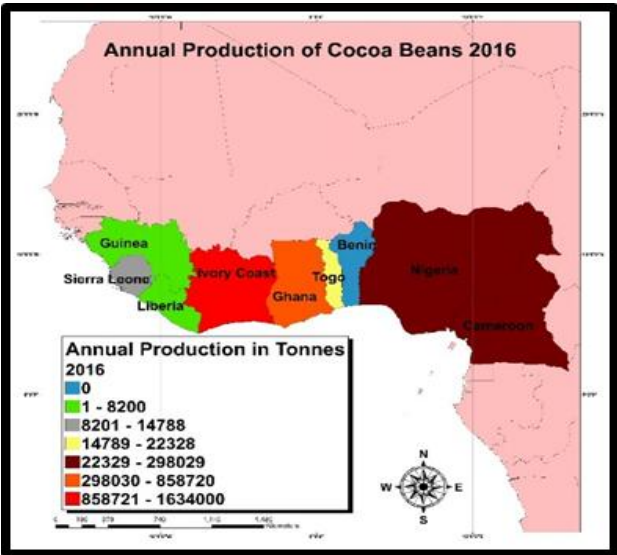 Annual Production of Cocoa Beans 2016
Guinea
Sierra Leone
Liberia
Ivory Coast
Ghana
Togo
Benin
Nigeria
Cameroon
Annual Production in Tonnes
2016
0
1 - 8200
8201 - 14788
14789 - 22328
22329 - 298029
298030 - 858720
858721 - 1634000
N
W
E
S